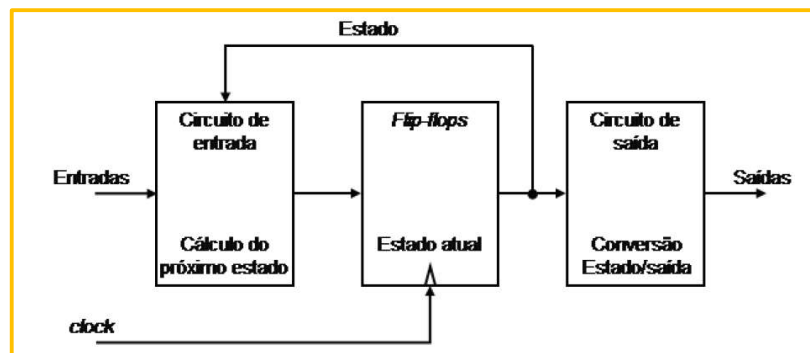 Estado
Circuito de
entrada
Flip-flops
Circuito de
saída
Entradas
Saídas
Cálculo do
próximo estado
Estado atual
Conversão
Estado/saída
clock